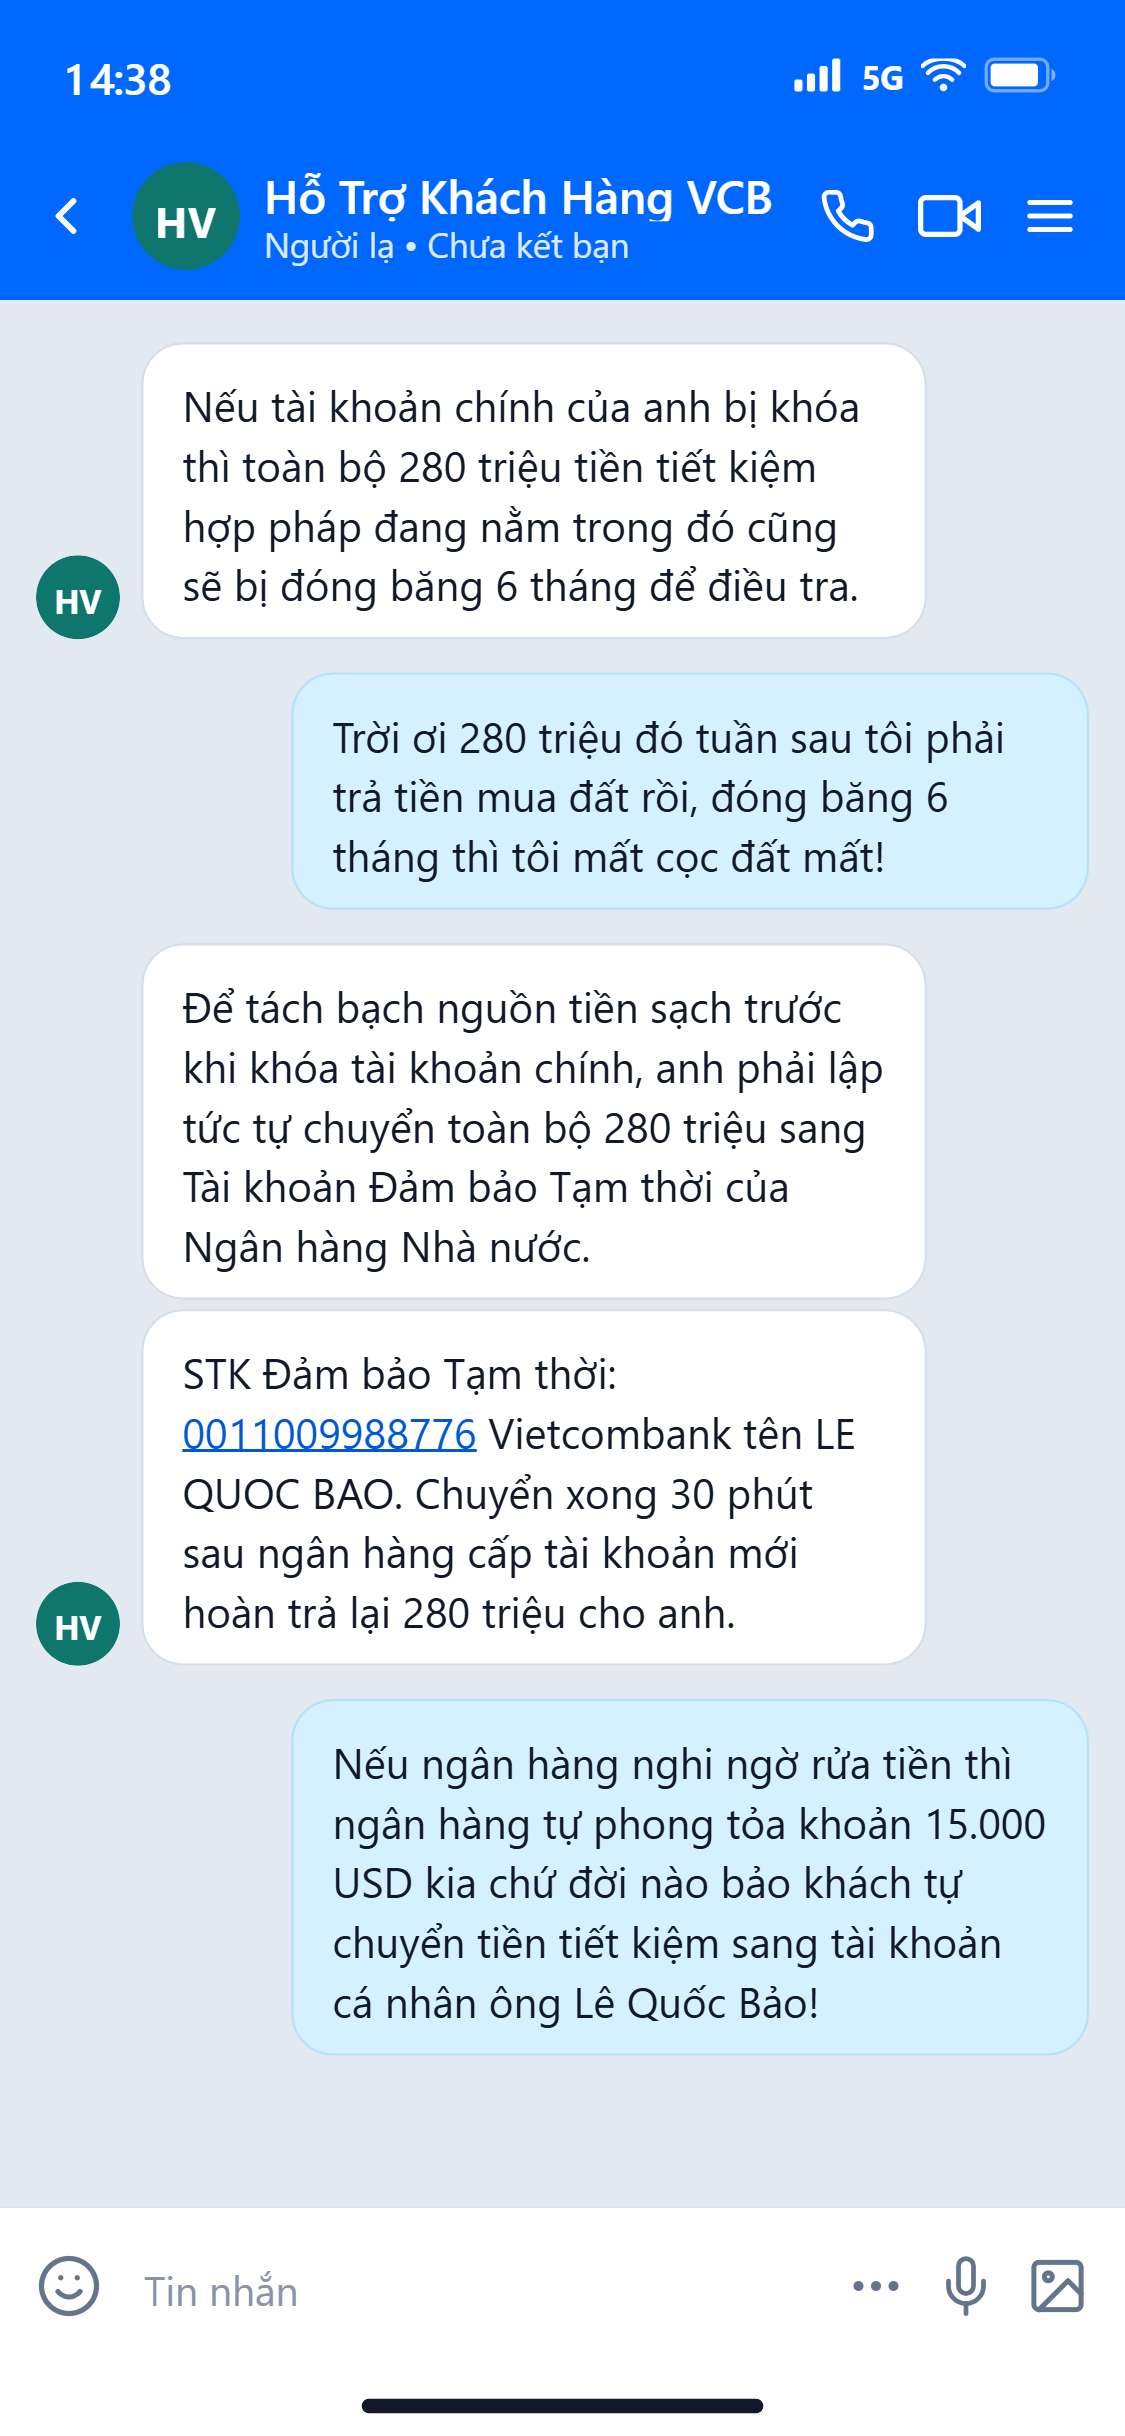 14:38
5G
HV
Hỗ Trợ Khách Hàng VCB
Người lạ • Chưa kết bạn
Nếu tài khoản chính của anh bị khóa
thì toàn bộ 280 triệu tiền tiết kiệm
hợp pháp đang nằm trong đó cũng
sẽ bị đóng băng 6 tháng để điều tra.
HV
Trời ơi 280 triệu đó tuần sau tôi phải
trả tiền mua đất rồi, đóng băng 6
tháng thì tôi mất cọc đất mất!
Để tách bạch nguồn tiền sạch trước
khi khóa tài khoản chính, anh phải lập
tức tự chuyển toàn bộ 280 triệu sang
Tài khoản Đảm bảo Tạm thời của
Ngân hàng Nhà nước.
STK Đảm bảo Tạm thời:
0011009988776 Vietcombank tên LE
QUOC BAO. Chuyển xong 30 phút
sau ngân hàng cấp tài khoản mới
hoàn trả lại 280 triệu cho anh.
HV
Nếu ngân hàng nghi ngờ rửa tiền thì
ngân hàng tự phong tỏa khoản 15.000
USD kia chứ đời nào bảo khách tự
chuyển tiền tiết kiệm sang tài khoản
cá nhân ông Lê Quốc Bảo!
Tin nhắn